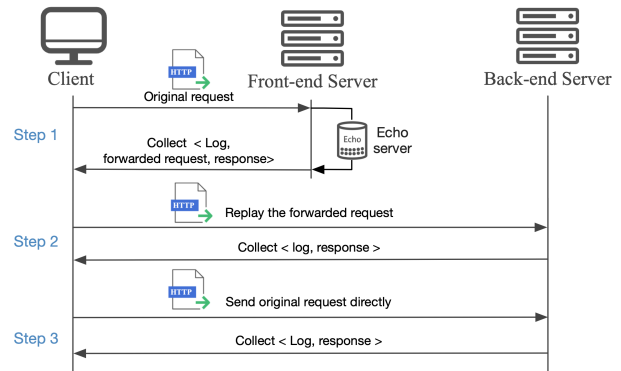 Client
Front-end Server
Back-end Server
HTTP
Original request
Step 1
Echo
Echo
server
Collect < Log,
forwarded request, response>
HTTP
Replay the forwarded request
Step 2
Collect < log, response >
HTTP
Send original request directly
Step 3
Collect < Log, response >